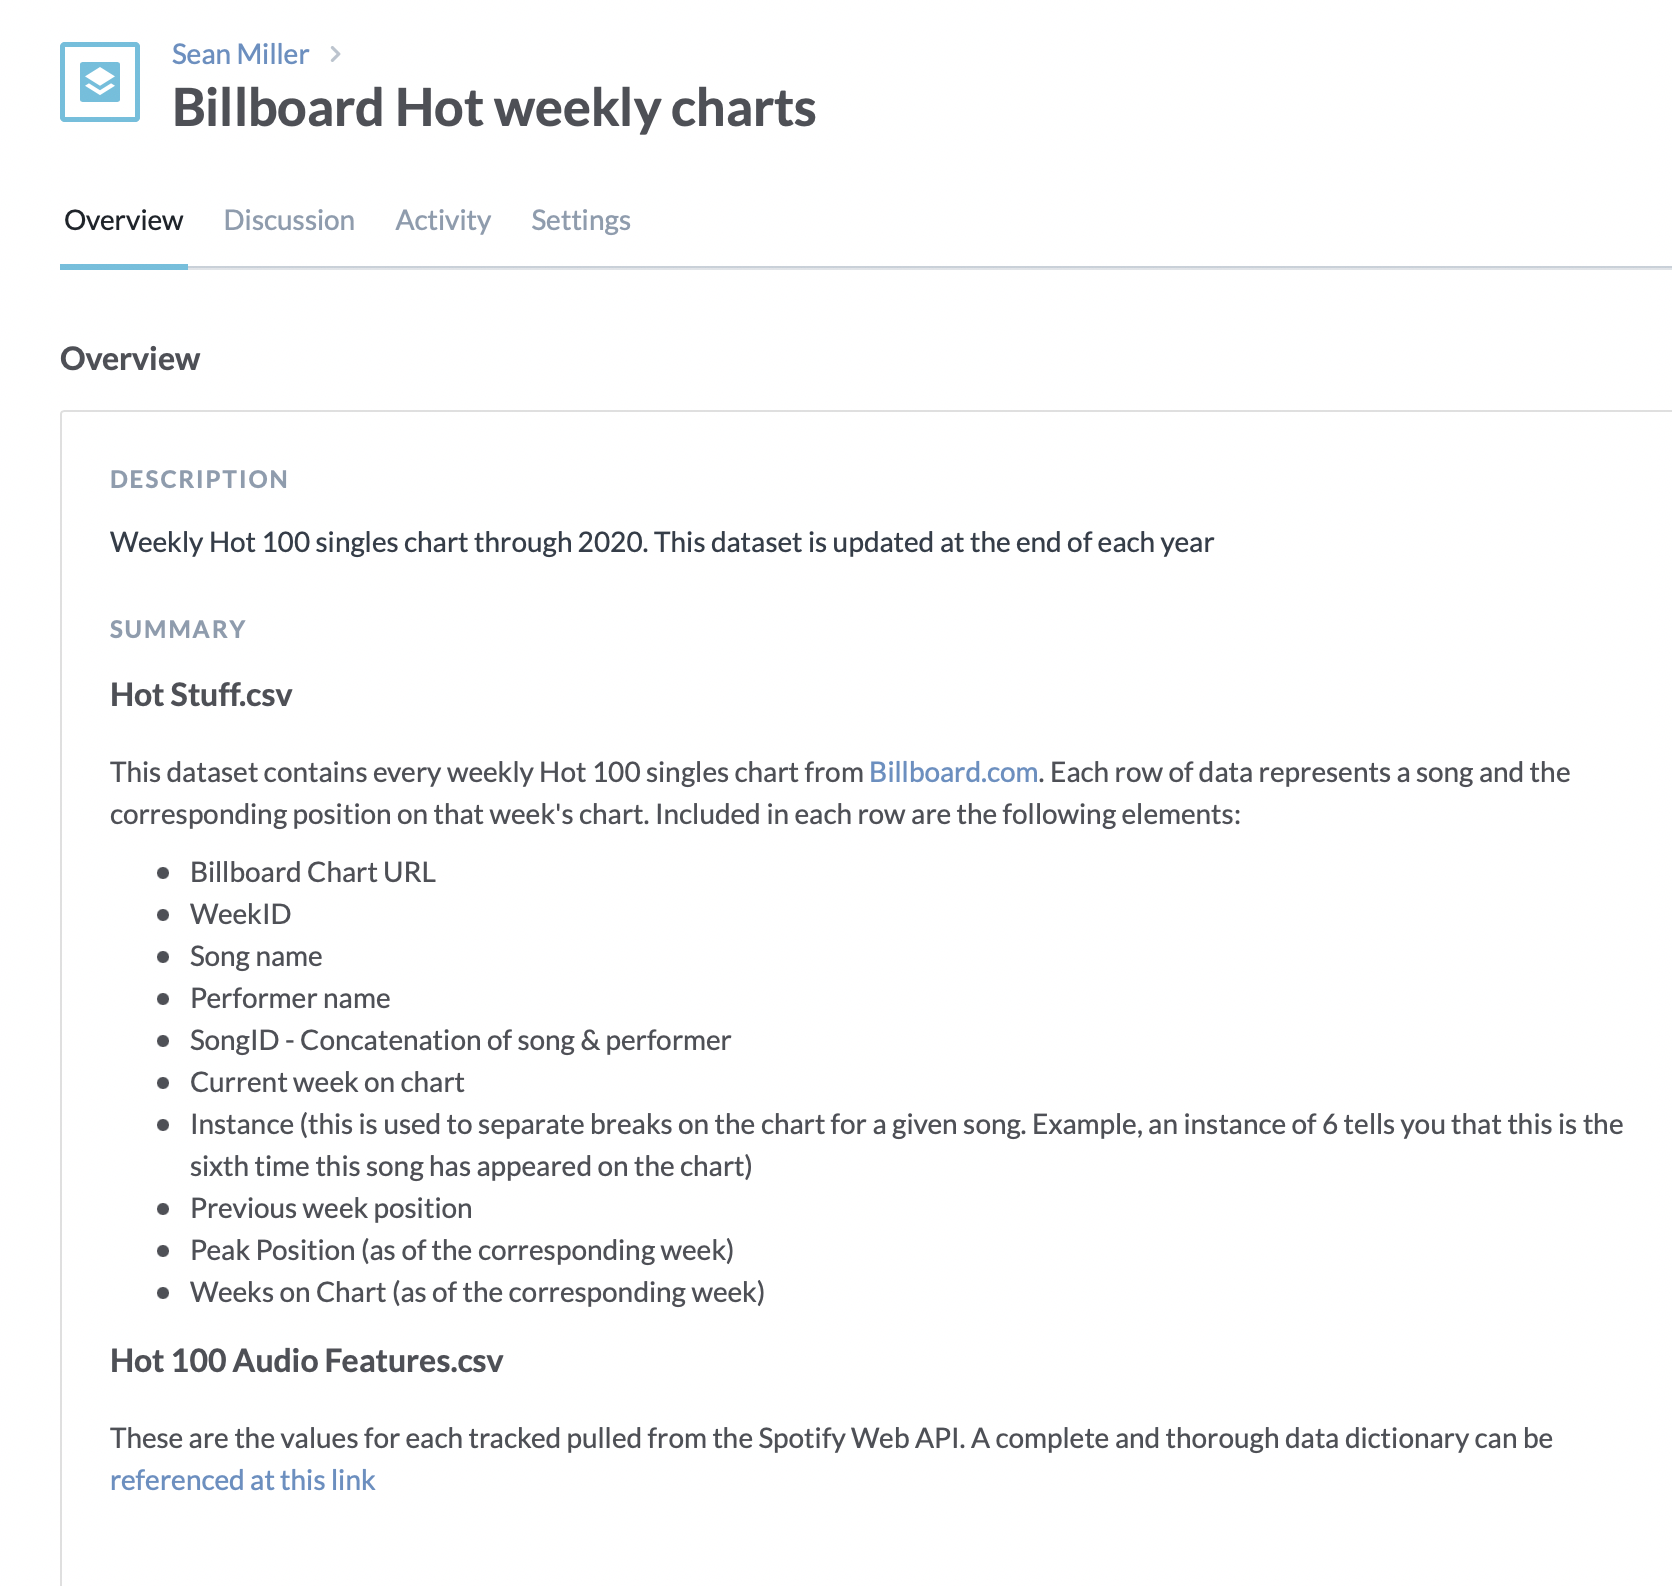 Sean Miller
Billboard Hot weekly charts
Overview Discussion Activity Settings
Overview
DESCRIPTION
Weekly Hot 100 singles chart through 2020. This dataset is updated at the end of each year
SUMMARY
Hot Stuff.csv
This dataset contains every weekly Hot 100 singles chart from Billboard.com. Each row of data represents a song and the
corresponding position on that week's chart. Included in each row are the following elements:
Billboard Chart URL
WeekID
Song name
Performer name
SongID - Concatenation of song & performer
Current week on chart
Instance (this is used to separate breaks on the chart for a given song. Example, an instance of 6 tells you that this is the
sixth time this song has appeared on the chart)
Previous week position
Peak Position (as of the corresponding week)
Weeks on Chart (as of the corresponding week)
Hot 100 Audio Features.csv
These are the values for each tracked pulled from the Spotify Web API. A complete and thorough data dictionary can be
referenced at this link